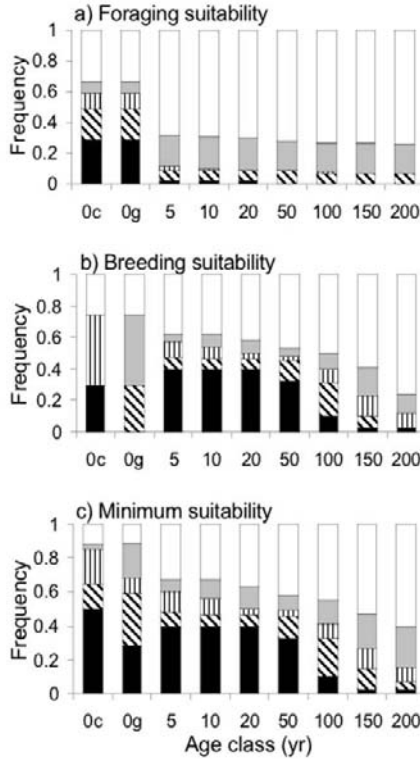 a) Foraging suitability
1
0.8
0.6
0.4
0.2
0
Frequency
0c 0g 5 10 20 50 100 150 200
b) Breeding suitability
1
0.8
0.6
0.4
0.2
0
Frequency
0c 0g 5 10 20 50 100 150 200
c) Minimum suitability
1
0.8
0.6
0.4
0.2
0
Frequency
0c 0g 5 10 20 50 100 150 200
Age class (yr)